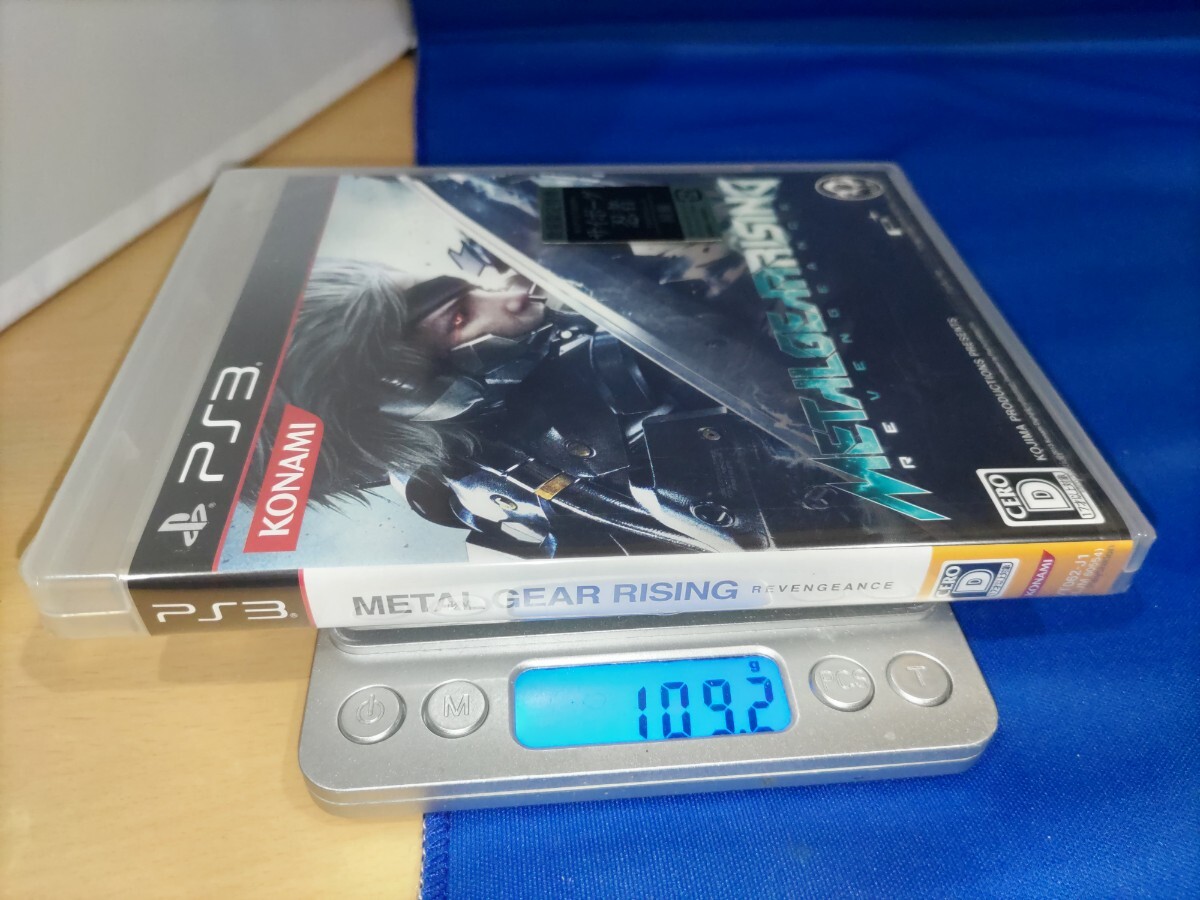 PS3
KONAMI
METAL GEAR RISING
REVENGEANCE
KOJIMA PRODUCTIONS PRESENTS
CERO
D
PS3
METAL GEAR RISING REVENGEANCE
CERO
D
KONAMI
g
109.2
M
PCS
T